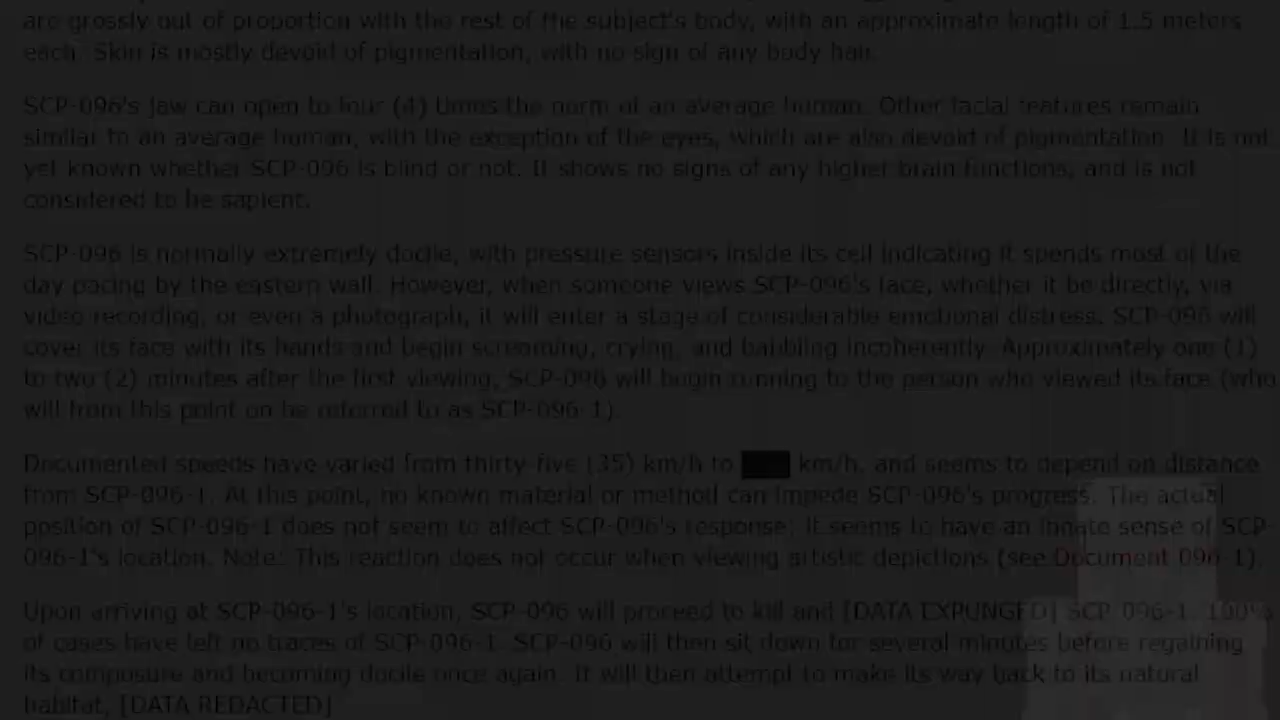 are grossly out of proportion with the rest of the subject's body, with an approximate length of 1.5 meters
each. Skin is mostly devoid of pigmentation, with no sign of any body hair.
SCP-096's jaw can open to four (4) times the norm of an average human. Other facial features remain
similar to an average human, with the exception of the eyes, which are also devoid of pigmentation. It is not
yet known whether SCP-096 is blind or not. It shows no signs of any higher brain functions, and is not
considered to be sapient.
SCP-096 is normally extremely docile, with pressure sensors inside its cell indicating it spends most of the
day pacing by the eastern wall. However, when someone views SCP-096's face, whether it be directly, via
video recording, or even a photograph, it will enter a stage of considerable emotional distress. SCP-096 will
cover its face with its hands and begin screaming, crying, and babbling incoherently. Approximately one (1)
to two (2) minutes after the first viewing, SCP-096 will begin running to the person who viewed its face (who
will from this point on be referred to as SCP-096-1).
Documented speeds have varied from thirty-five (35) km/h to km/h, and seems to depend on distance
from SCP-096-1. At this point, no known material or method can impede SCP-096's progress. The actual
position of SCP-096-1 does not seem to affect SCP-096's response; it seems to have an innate sense of SCP-
096-1's location. Note: This reaction does not occur when viewing artistic depictions (see Document 096-1).
Upon arriving at SCP-096-1's location, SCP-096 will proceed to kill and [DATA EXPUNGED] SCP-096-1. 100%
of cases have left no traces of SCP-096-1. SCP-096 will then sit down for several minutes before regaining
its composure and becoming docile once again. It will then attempt to make its way back to its natural
habitat, [DATA REDACTED]